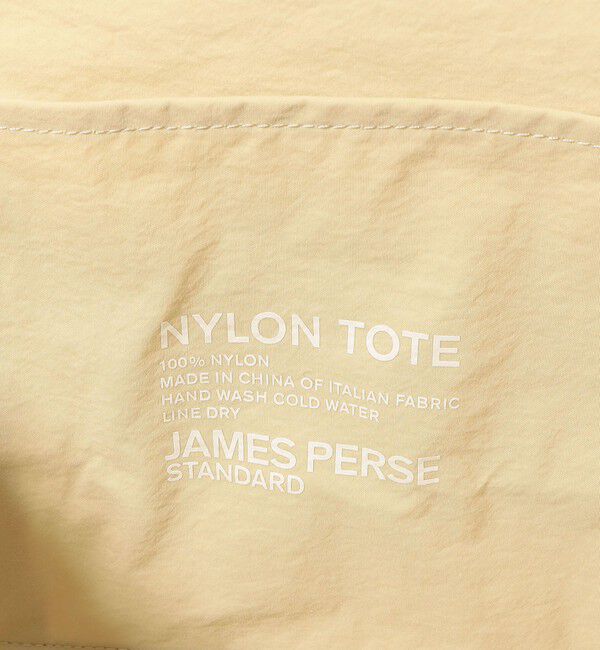 NYLON TOTE
100% NYLON
MADE IN CHINA OF ITALIAN FABRIC
HAND WASH COLD WATER
LINE DRY
JAMES PERSE
STANDARD